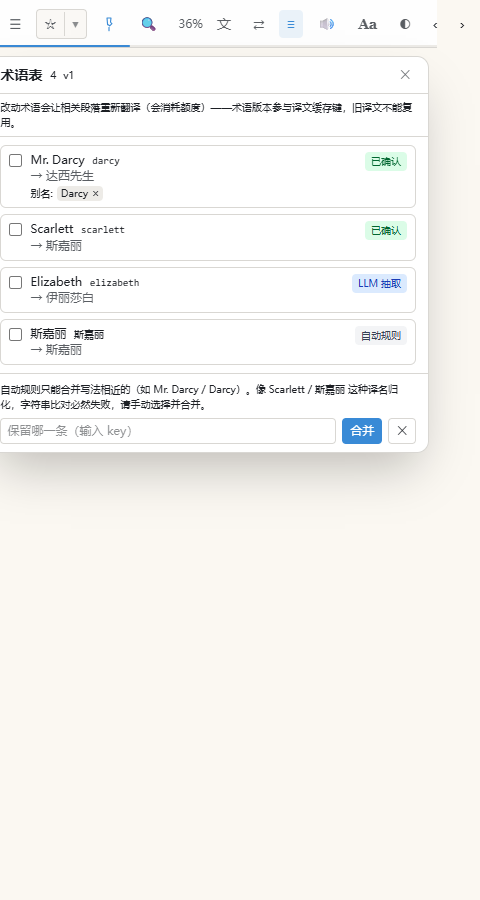 ☰ ☆ ▾ 36% 文 ⇄ ≡ Aa ◐ ‹ ›
术语表 4 v1 ×
改动术语会让相关段落重新翻译（会消耗额度）——术语版本参与译文缓存键，旧译文不能复
用。
Mr. Darcy darcy 已确认
→ 达西先生
别名: Darcy ×
Scarlett scarlett 已确认
→ 斯嘉丽
Elizabeth elizabeth LLM 抽取
→ 伊丽莎白
斯嘉丽 斯嘉丽 自动规则
→ 斯嘉丽
自动规则只能合并写法相近的（如 Mr. Darcy / Darcy）。像 Scarlett / 斯嘉丽 这种译名归
化，字符串比对必然失败，请手动选择并合并。
保留哪一条（输入 key） 合并 ×